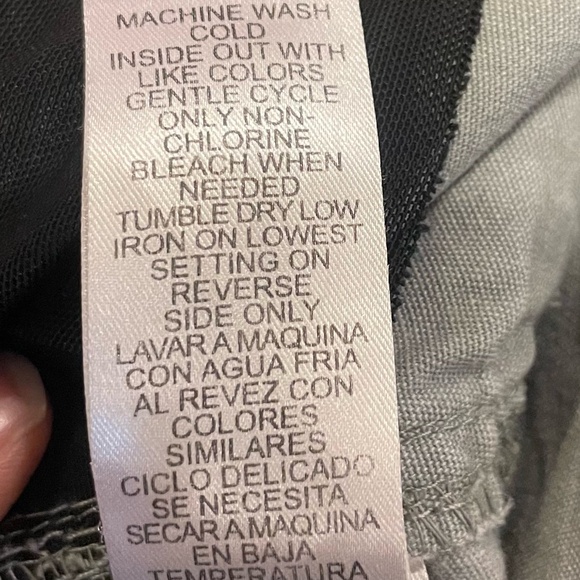 MACHINE WASH
COLD
INSIDE OUT WITH
LIKE COLORS
GENTLE CYCLE
ONLY NON-
CHLORINE
BLEACH WHEN
NEEDED
TUMBLE DRY LOW
IRON ON LOWEST
SETTING ON
REVERSE
SIDE ONLY
LAVAR A MAQUINA
CON AGUA FRIA
AL REVEZ CON
COLORES
SIMILARES
CICLO DELICADO
SE NECESITA
SECAR A MAQUINA
EN BAJA
TEMPERATURA